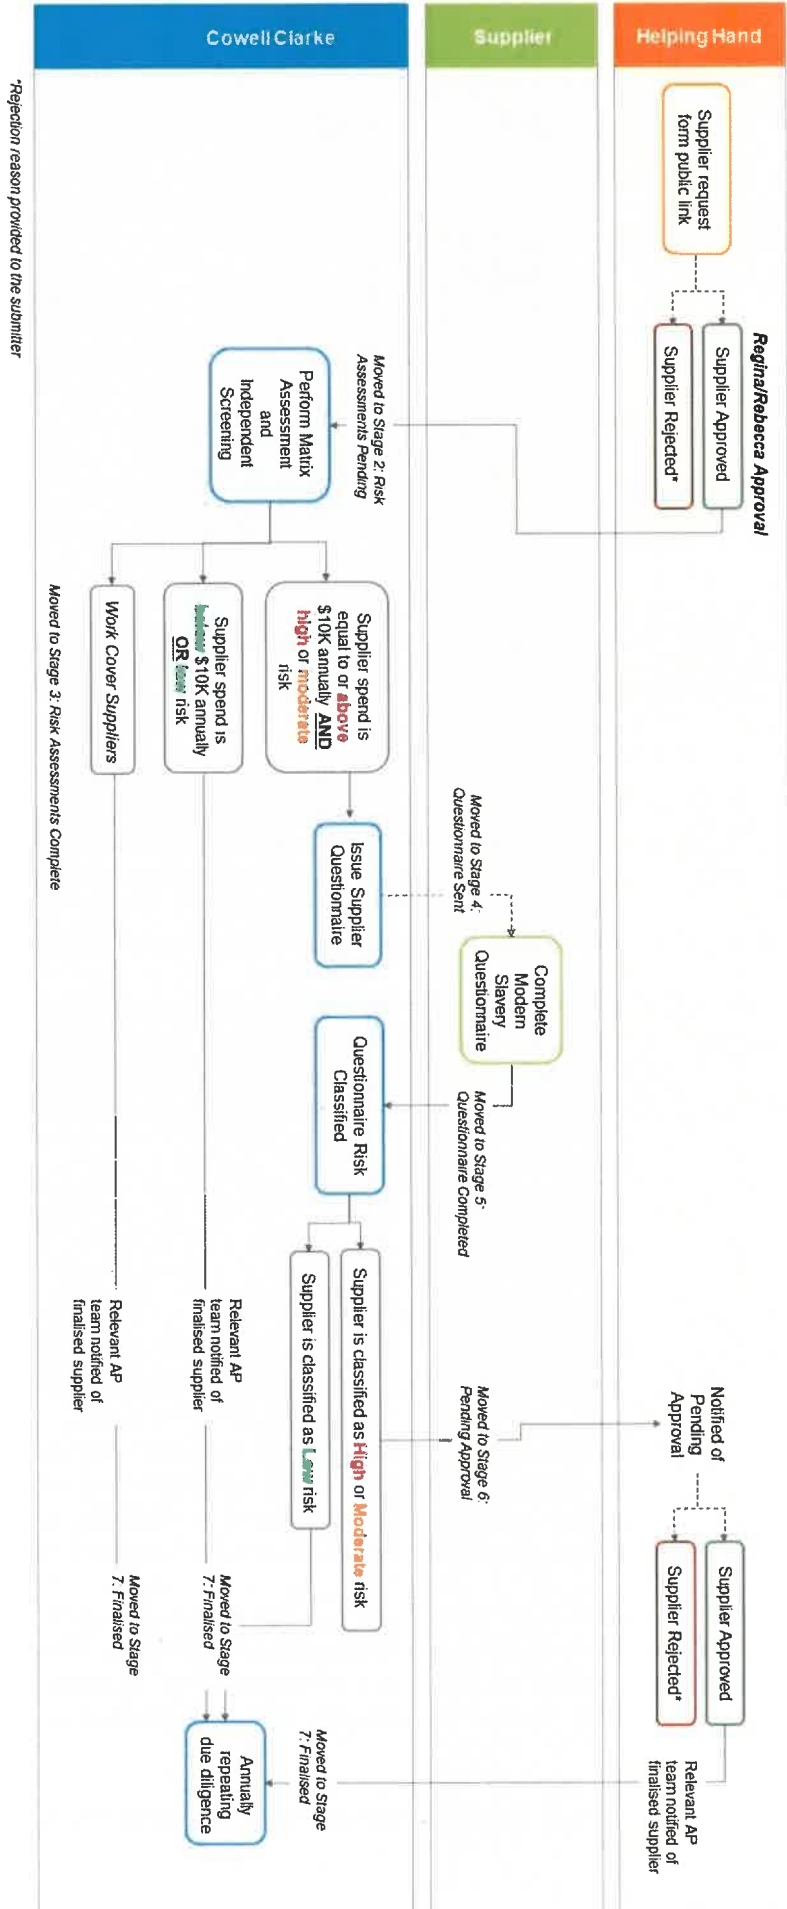 Helping Hand
Supplier request
form public link
Regina/Rebecca Approval
Supplier Approved
Supplier Rejected*
Notified of
Pending
Approval
Supplier Approved
Supplier Rejected*
Relevant AP
team notified of
finalised supplier
Supplier
Moved to Stage 4:
Questionnaire Sent
Complete
Modern
Slavery
Questionnaire
Moved to Stage 5:
Questionnaire Completed
Moved to Stage 6:
Pending Approval
Cowell Clarke
Moved to Stage 2: Risk
Assessments Pending
Perform Matrix
Assessment
and
Independent
Screening
Supplier spend is
equal to or above
$10K annually AND
high or moderate
risk
Supplier spend is
below $10K annually
OR low risk
Work Cover Suppliers
Moved to Stage 3: Risk Assessments Complete
Issue Supplier
Questionnaire
Questionnaire Risk
Classified
Supplier is classified as High or Moderate risk
Supplier is classified as Low risk
Relevant AP
team notified of
finalised supplier
Relevant AP
team notified of
finalised supplier
Moved to Stage
7: Finalised
Moved to Stage
7: Finalised
Moved to Stage
7: Finalised
Annually
repeating
due diligence
*Rejection reason provided to the submitter